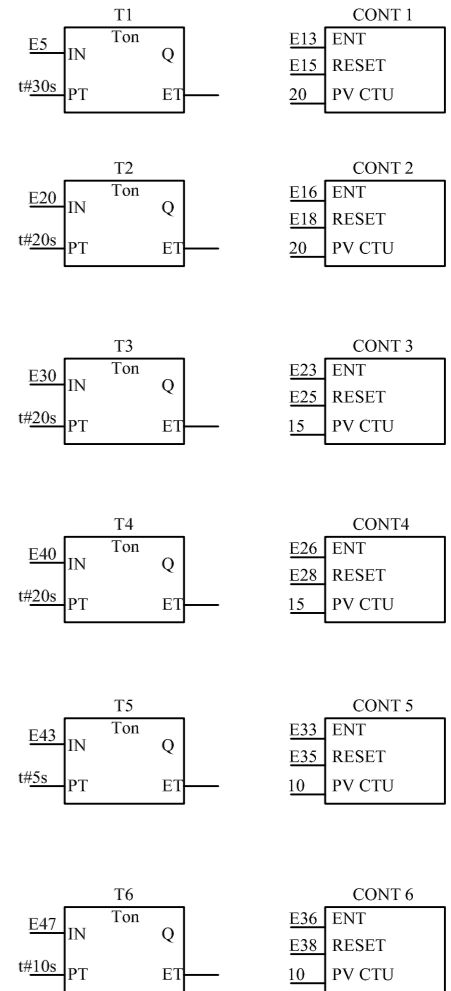 T1 CONT 1
E5 Ton E13 ENT
IN Q E15 RESET
t#30s PT ET 20 PV CTU
T2 CONT 2
E20 Ton E16 ENT
IN Q E18 RESET
t#20s PT ET 20 PV CTU
T3 CONT 3
E30 Ton E23 ENT
IN Q E25 RESET
t#20s PT ET 15 PV CTU
T4 CONT4
E40 Ton E26 ENT
IN Q E28 RESET
t#20s PT ET 15 PV CTU
T5 CONT 5
E43 Ton E33 ENT
IN Q E35 RESET
t#5s PT ET 10 PV CTU
T6 CONT 6
E47 Ton E36 ENT
IN Q E38 RESET
t#10s PT ET 10 PV CTU